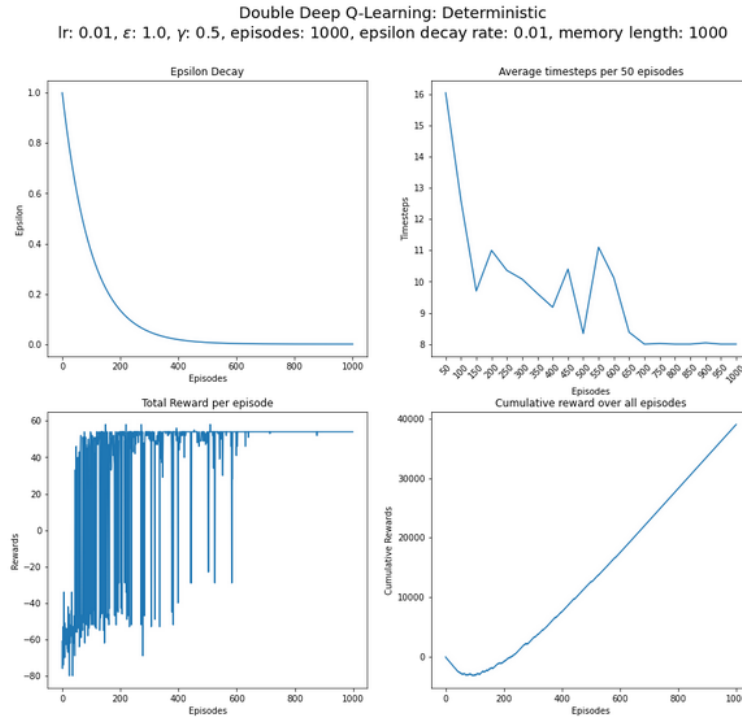 Double Deep Q-Learning: Deterministic
lr: 0.01, ε: 1.0, γ: 0.5, episodes: 1000, epsilon decay rate: 0.01, memory length: 1000
Epsilon Decay
1.0
0.8
0.6
0.4
0.2
0.0
Epsilon
0 200 400 600 800 1000
Episodes
Average timesteps per 50 episodes
16
15
14
13
12
11
10
9
8
Timesteps
50 100 150 200 250 300 350 400 450 500 550 600 650 700 750 800 850 900 950 1000
Episodes
Total Reward per episode
60
40
20
0
−20
−40
−60
−80
Rewards
0 200 400 600 800 1000
Episodes
Cumulative reward over all episodes
40000
30000
20000
10000
0
Cumulative Rewards
0 200 400 600 800 1000
Episodes